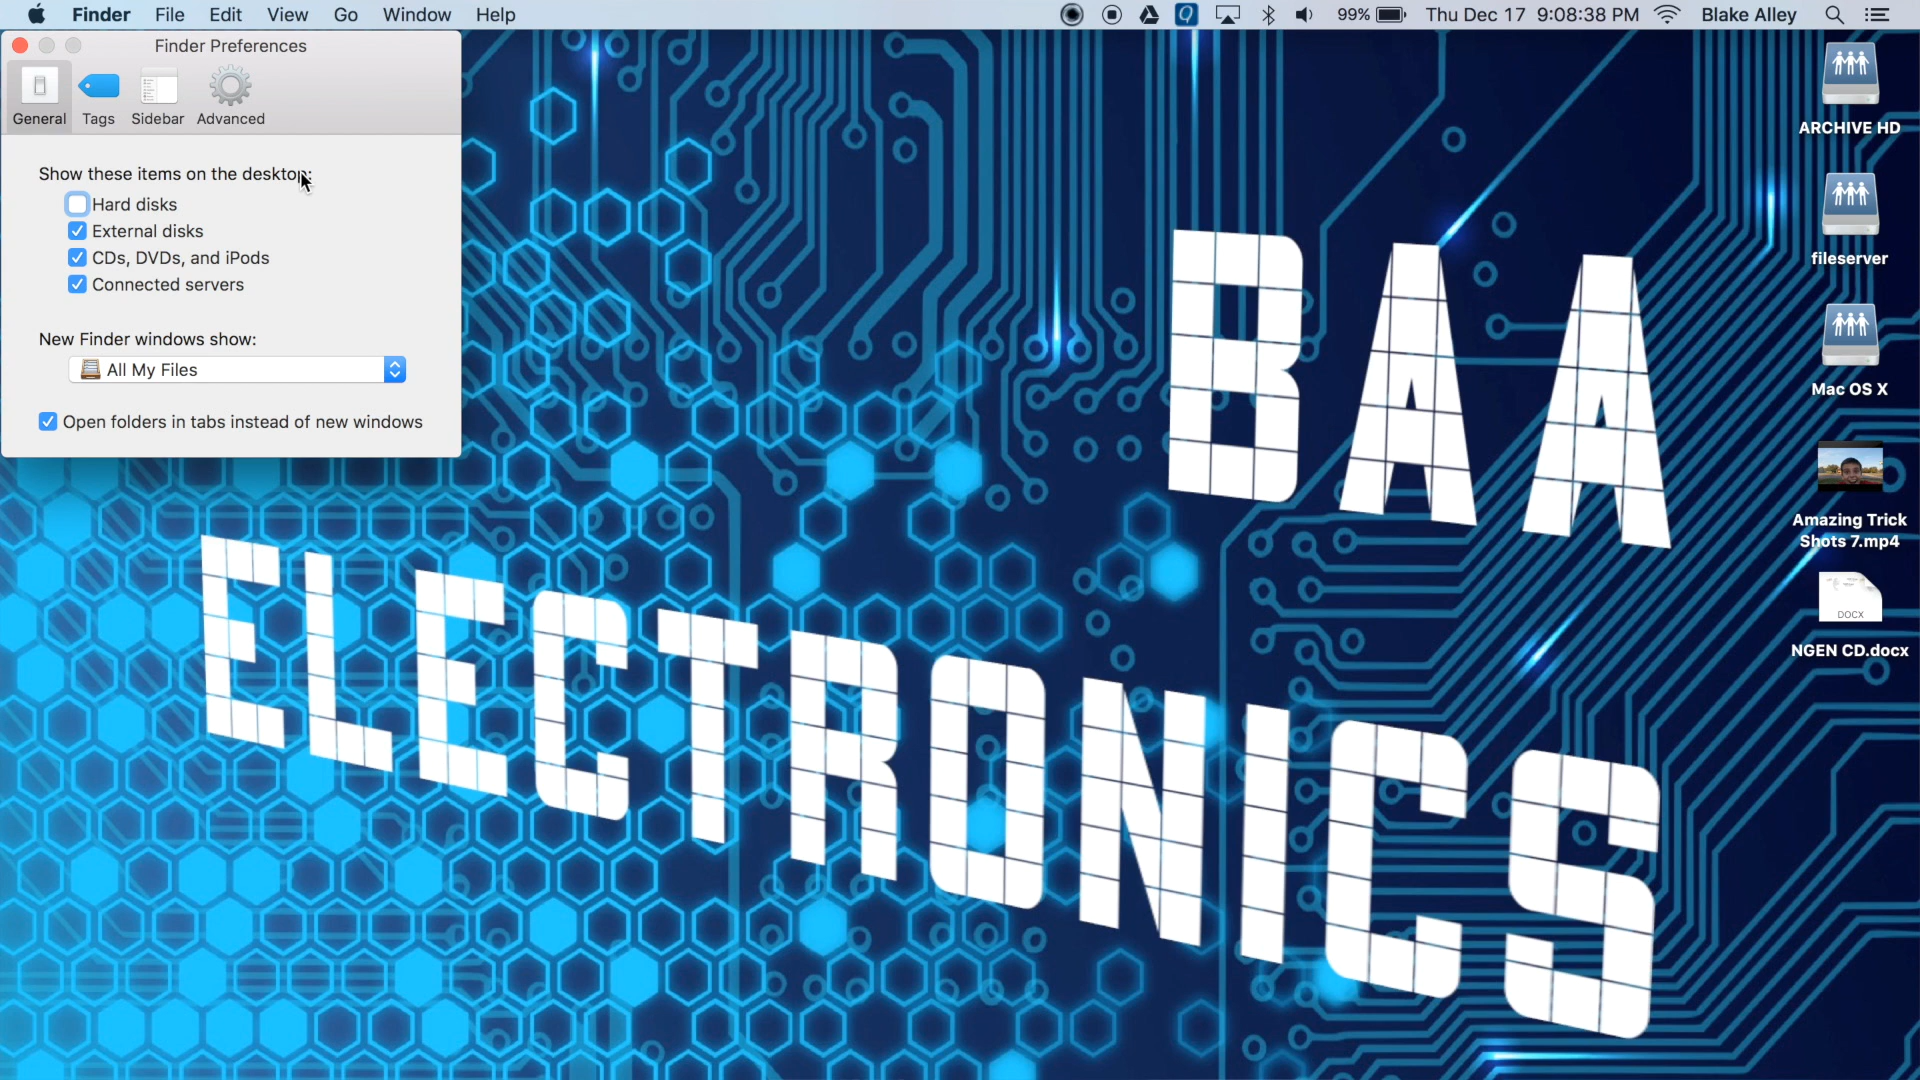 Finder File Edit View Go Window Help
99% Thu Dec 17 9:08:38 PM Blake Alley
Finder Preferences
General Tags Sidebar Advanced
Show these items on the desktop:
Hard disks
External disks
CDs, DVDs, and iPods
Connected servers
New Finder windows show:
All My Files
Open folders in tabs instead of new windows
ARCHIVE HD
fileserver
Mac OS X
Amazing Trick
Shots 7.mp4
DOCX
NGEN CD.docx
BAA
ELECTRONICS